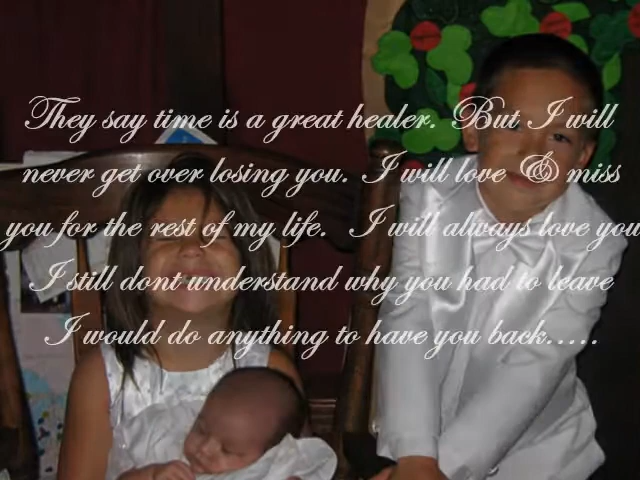 They say time is a great healer. But I will
never get over losing you. I will love & miss
you for the rest of my life. I will always love you
I still dont understand why you had to leave
I would do anything to have you back.....